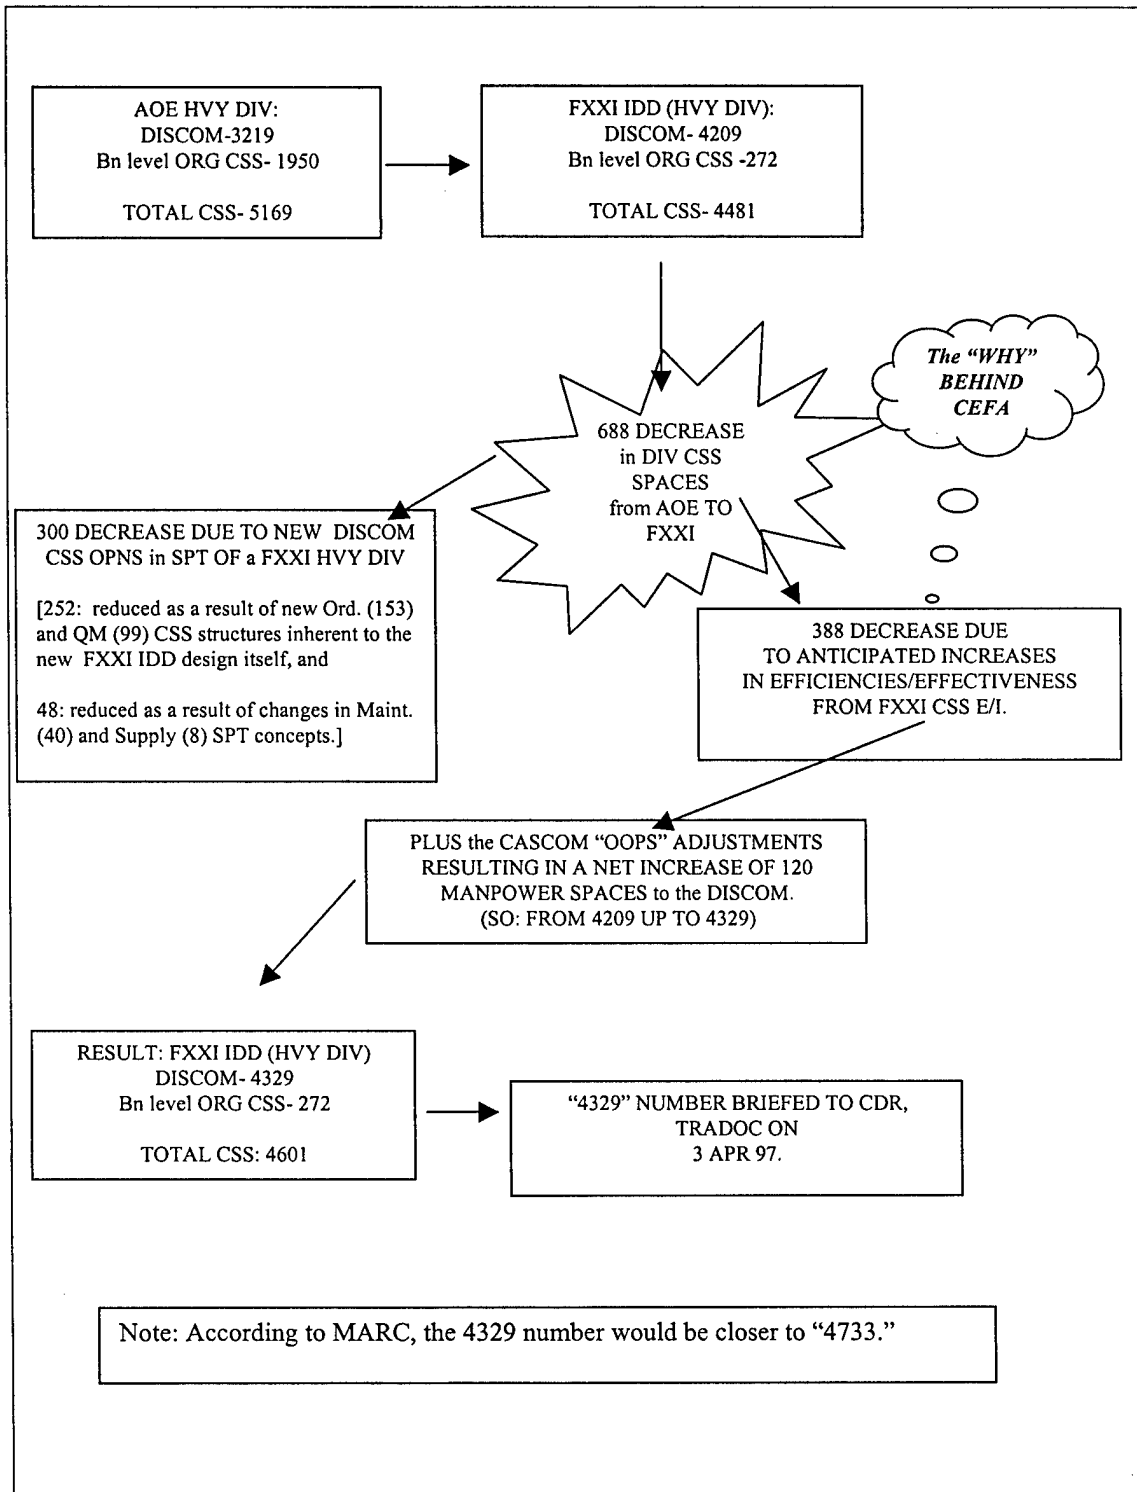 AOE HVY DIV:
DISCOM-3219
Bn level ORG CSS- 1950
TOTAL CSS- 5169
FXXI IDD (HVY DIV):
DISCOM- 4209
Bn level ORG CSS -272
TOTAL CSS- 4481
The "WHY"
BEHIND
CEFA
688 DECREASE
in DIV CSS
SPACES
from AOE TO
FXXI
300 DECREASE DUE TO NEW DISCOM
CSS OPNS in SPT OF a FXXI HVY DIV
[252: reduced as a result of new Ord. (153)
and QM (99) CSS structures inherent to the
new FXXI IDD design itself, and
48: reduced as a result of changes in Maint.
(40) and Supply (8) SPT concepts.]
388 DECREASE DUE
TO ANTICIPATED INCREASES
IN EFFICIENCIES/EFFECTIVENESS
FROM FXXI CSS E/I.
PLUS the CASCOM "OOPS" ADJUSTMENTS
RESULTING IN A NET INCREASE OF 120
MANPOWER SPACES to the DISCOM.
(SO: FROM 4209 UP TO 4329)
RESULT: FXXI IDD (HVY DIV)
DISCOM- 4329
Bn level ORG CSS- 272
TOTAL CSS: 4601
"4329" NUMBER BRIEFED TO CDR,
TRADOC ON
3 APR 97.
Note: According to MARC, the 4329 number would be closer to "4733."